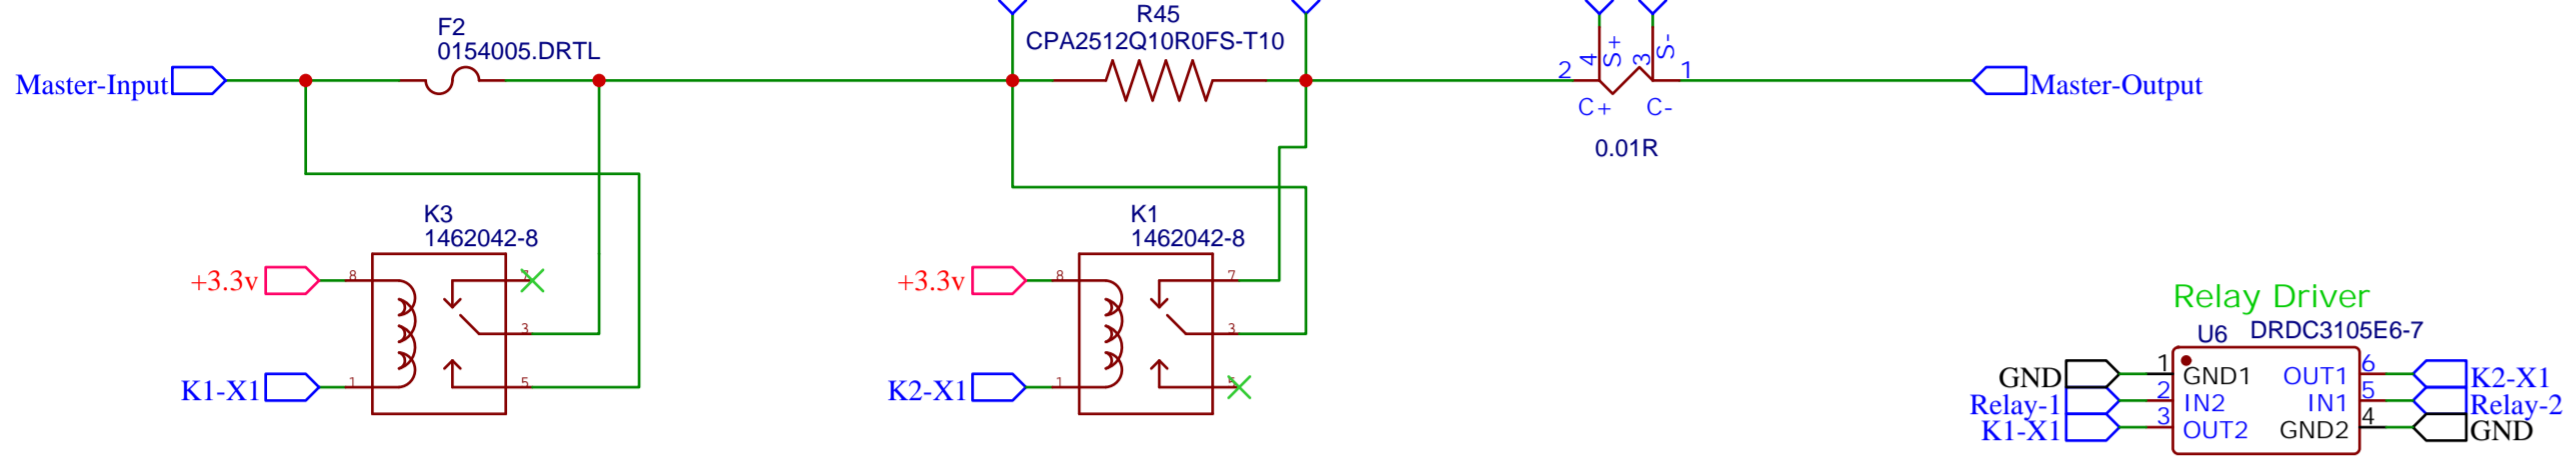 F2
0154005.DRTL
R45
CPA2512Q10R0FS-T10
Master-Input
2
4
S+
3
S-
1
Master-Output
C+
C-
0.01R
K3
1462042-8
K1
1462042-8
+3.3v
8
7
3
K1-X1
1
5
+3.3v
8
7
3
K2-X1
1
5
Relay Driver
U6
DRDC3105E6-7
GND
1
GND1
OUT1
6
K2-X1
Relay-1
2
IN2
IN1
5
Relay-2
K1-X1
3
OUT2
GND2
4
GND